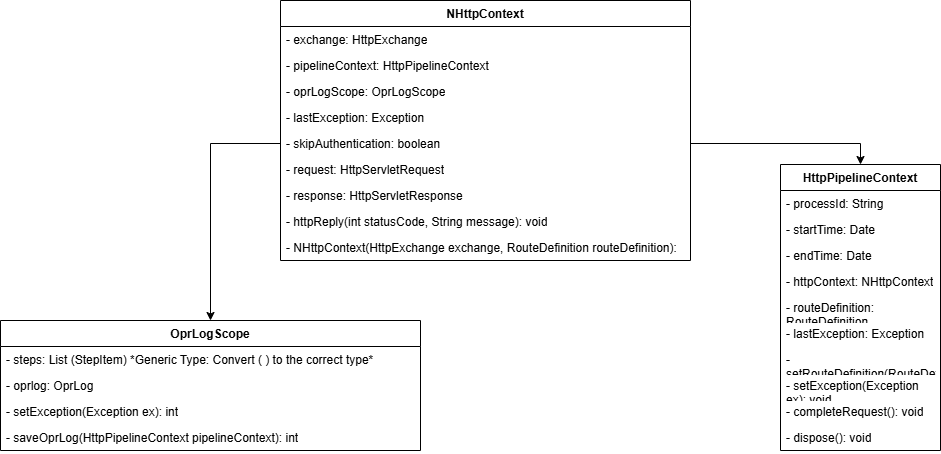 NHttpContext
- exchange: HttpExchange
- pipelineContext: HttpPipelineContext
- oprLogScope: OprLogScope
- lastException: Exception
- skipAuthentication: boolean
- request: HttpServletRequest
- response: HttpServletResponse
- httpReply(int statusCode, String message): void
- NHttpContext(HttpExchange exchange, RouteDefinition routeDefinition):
HttpPipelineContext
- processId: String
- startTime: Date
- endTime: Date
- httpContext: NHttpContext
- routeDefinition:
RouteDefinition
- lastException: Exception
-
setRouteDefinition(RouteDe
- setException(Exception
ex): void
- completeRequest(): void
- dispose(): void
OprLogScope
- steps: List (StepItem) *Generic Type: Convert ( ) to the correct type*
- oprlog: OprLog
- setException(Exception ex): int
- saveOprLog(HttpPipelineContext pipelineContext): int